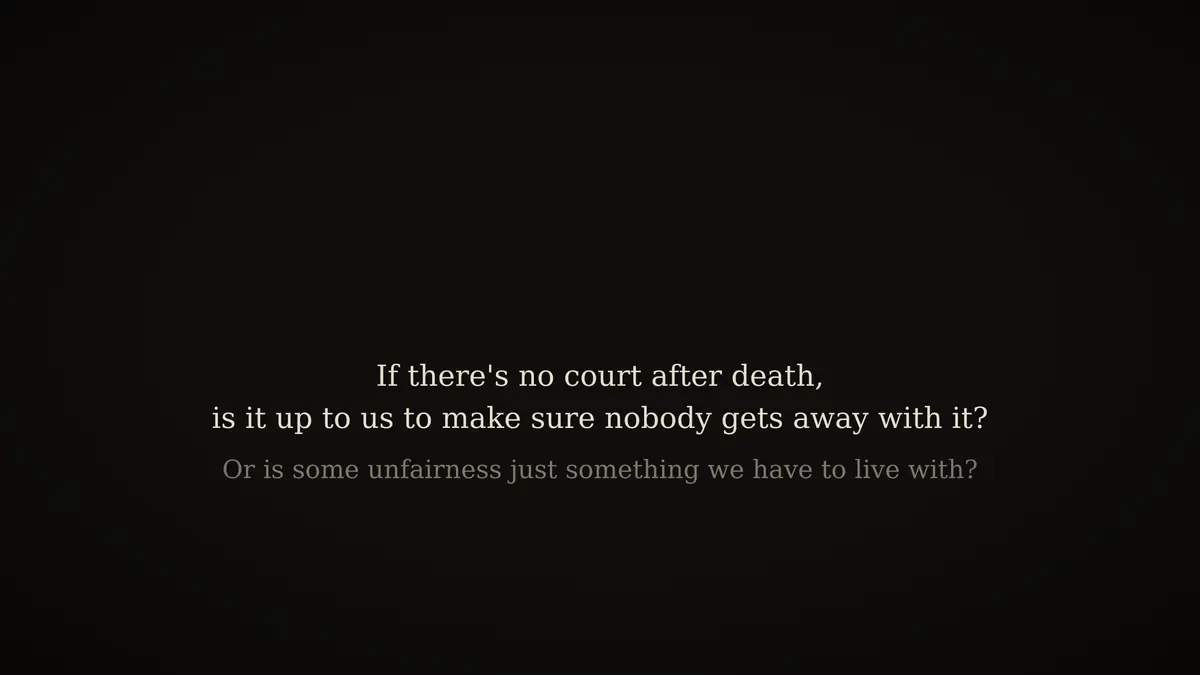 If there's no court after death,
is it up to us to make sure nobody gets away with it?
Or is some unfairness just something we have to live with?